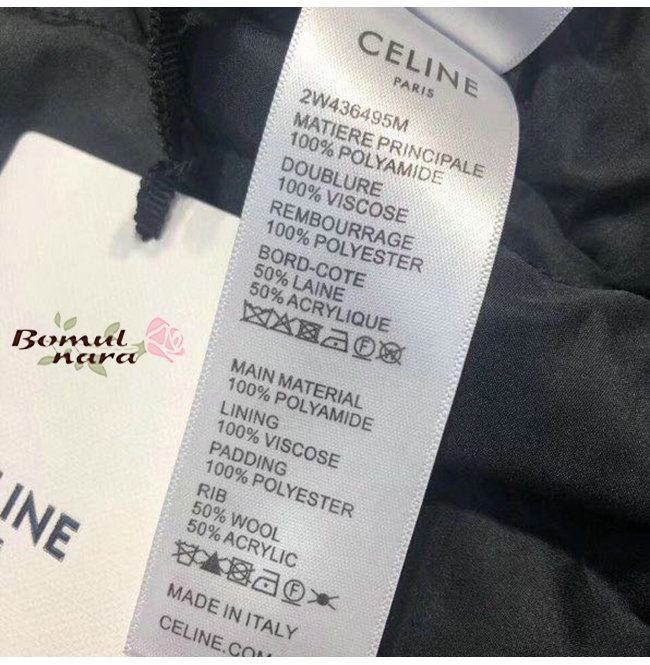 CELINE
PARIS
2W436495M
MATIERE PRINCIPALE
100% POLYAMIDE
DOUBLURE
100% VISCOSE
REMBOURRAGE
100% POLYESTER
BORD-COTE
50% LAINE
50% ACRYLIQUE
F
MAIN MATERIAL
100% POLYAMIDE
LINING
100% VISCOSE
PADDING
100% POLYESTER
RIB
50% WOOL
50% ACRYLIC
F
MADE IN ITALY
CELINE.COM
Bomul
nara
LINE